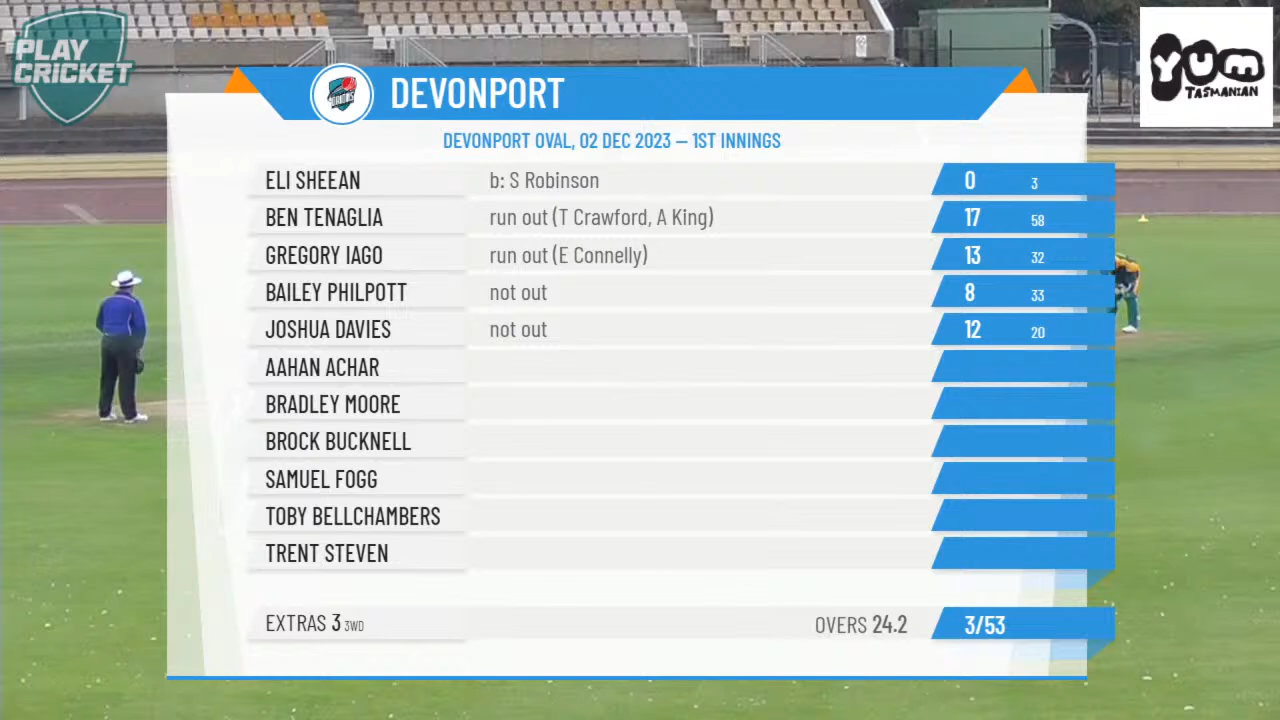 PLAY
CRICKET
YUM
TASMANIAN
DEVONPORT
DEVONPORT OVAL, 02 DEC 2023 – 1ST INNINGS
ELI SHEEAN b: S Robinson 0 3
BEN TENAGLIA run out (T Crawford, A King) 17 58
GREGORY IAGO run out (E Connelly) 13 32
BAILEY PHILPOTT not out 8 33
JOSHUA DAVIES not out 12 20
AAHAN ACHAR
BRADLEY MOORE
BROCK BUCKNELL
SAMUEL FOGG
TOBY BELLCHAMBERS
TRENT STEVEN
EXTRAS 3 3WD OVERS 24.2 3/53